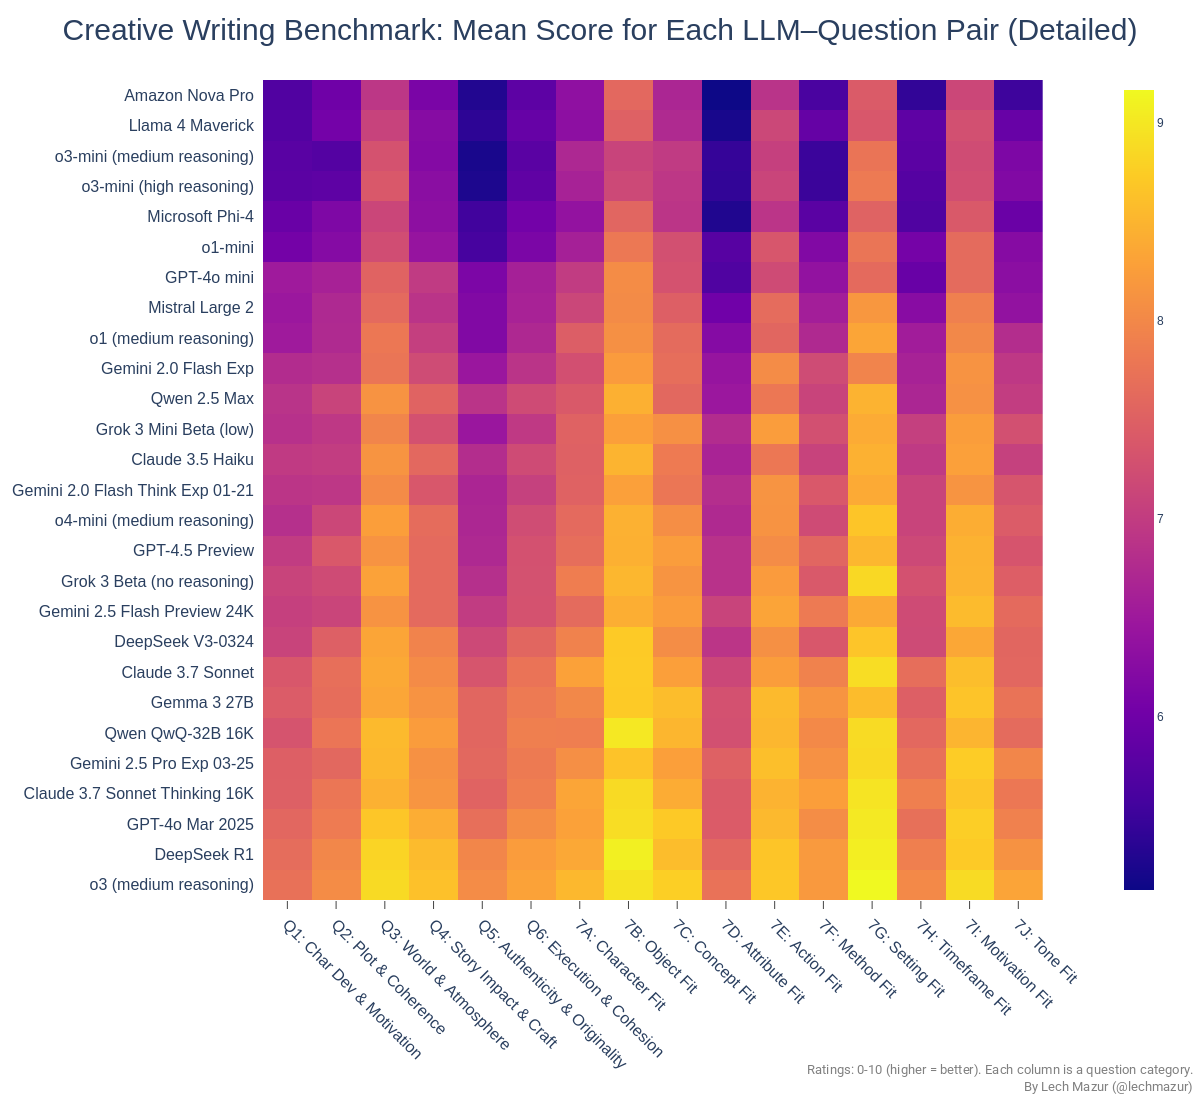 Creative Writing Benchmark: Mean Score for Each LLM–Question Pair (Detailed)
Amazon Nova Pro
Llama 4 Maverick
o3-mini (medium reasoning)
o3-mini (high reasoning)
Microsoft Phi-4
o1-mini
GPT-4o mini
Mistral Large 2
o1 (medium reasoning)
Gemini 2.0 Flash Exp
Qwen 2.5 Max
Grok 3 Mini Beta (low)
Claude 3.5 Haiku
Gemini 2.0 Flash Think Exp 01-21
o4-mini (medium reasoning)
GPT-4.5 Preview
Grok 3 Beta (no reasoning)
Gemini 2.5 Flash Preview 24K
DeepSeek V3-0324
Claude 3.7 Sonnet
Gemma 3 27B
Qwen QwQ-32B 16K
Gemini 2.5 Pro Exp 03-25
Claude 3.7 Sonnet Thinking 16K
GPT-4o Mar 2025
DeepSeek R1
o3 (medium reasoning)
Q1: Char Dev & Motivation
Q2: Plot & Coherence
Q3: World & Atmosphere
Q4: Story Impact & Craft
Q5: Authenticity & Originality
Q6: Execution & Cohesion
7A: Character Fit
7B: Object Fit
7C: Concept Fit
7D: Attribute Fit
7E: Action Fit
7F: Method Fit
7G: Setting Fit
7H: Timeframe Fit
7I: Motivation Fit
7J: Tone Fit
9
8
7
6
Ratings: 0-10 (higher = better). Each column is a question category.
By Lech Mazur (@lechmazur)